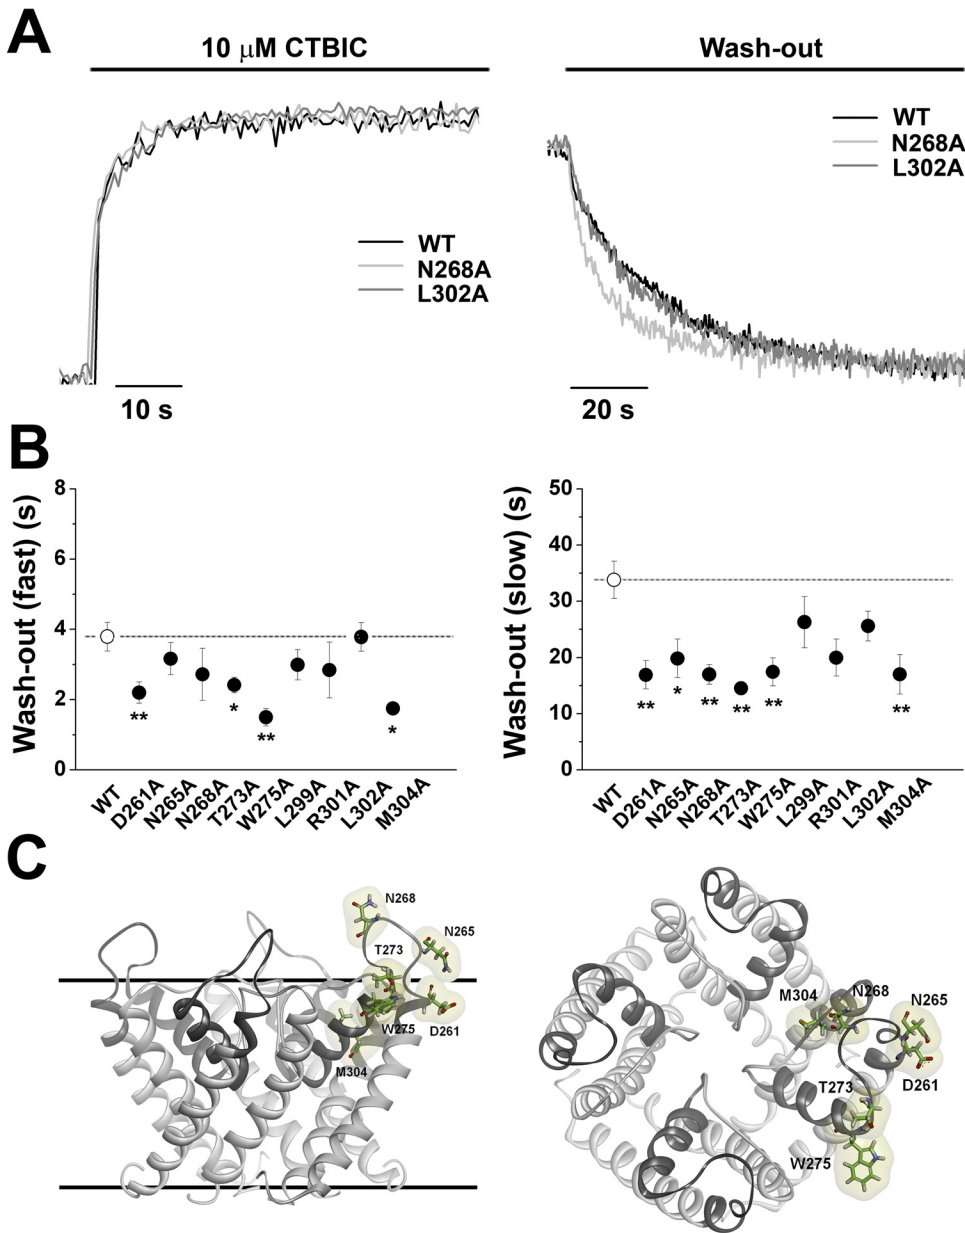 A
10 μM CTBIC
Wash-out
WT
N268A
L302A
WT
N268A
L302A
10 s
20 s
B
Wash-out (fast) (s)
8
6
4
2
0
**
*
**
*
WT
D261A
N265A
N268A
T273A
W275A
L299A
R301A
L302A
M304A
Wash-out (slow) (s)
50
40
30
20
10
0
**
*
**
**
**
**
WT
D261A
N265A
N268A
T273A
W275A
L299A
R301A
L302A
M304A
C
N268
N265
T273
W275
D261
M304
M304
N268
N265
D261
T273
W275